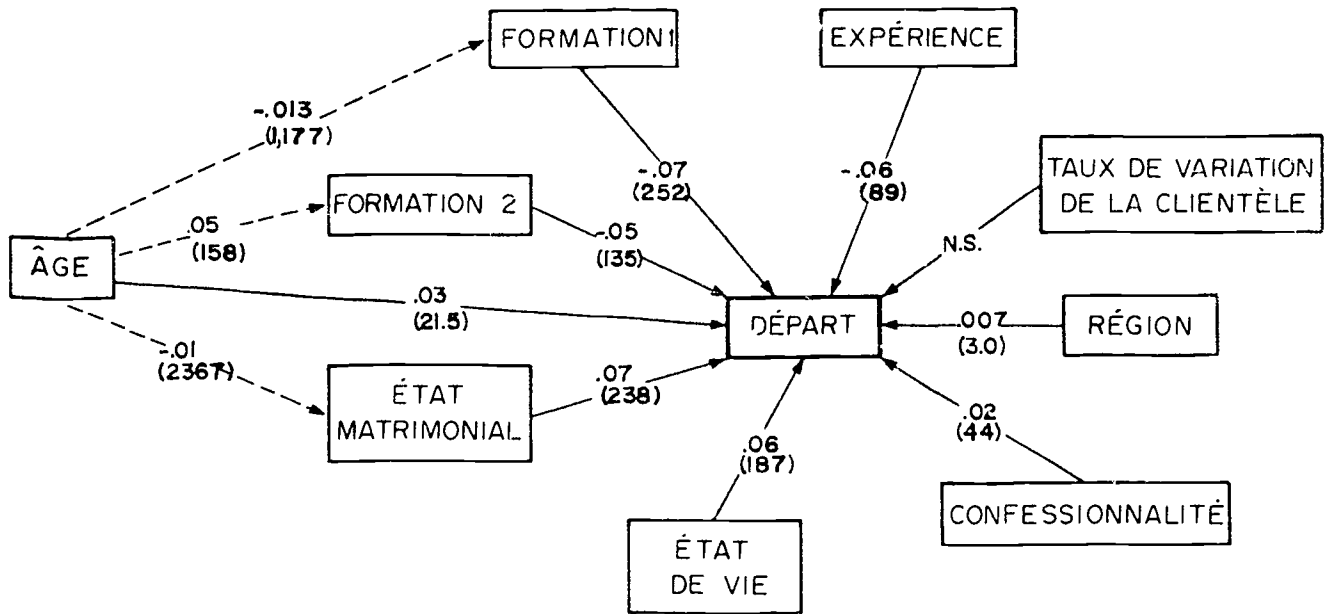 FORMATION 1
EXPÉRIENCE
-.013
(1,177)
-.07
(252)
-.06
(89)
TAUX DE VARIATION
DE LA CLIENTÈLE
FORMATION 2
.05
(158)
-.05
(135)
N.S.
ÂGE
.03
(21.5)
DÉPART
.007
(3.0)
RÉGION
-.01
(2367)
ÉTAT
MATRIMONIAL
.07
(238)
.06
(187)
.02
(44)
CONFESSIONNALITÉ
ÉTAT
DE VIE